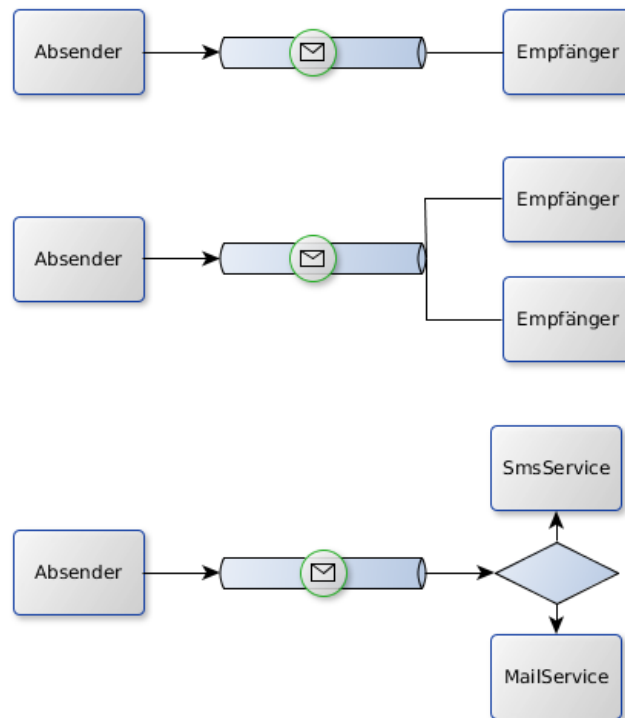 Absender
Empfänger
Empfänger
Absender
Empfänger
SmsService
Absender
MailService